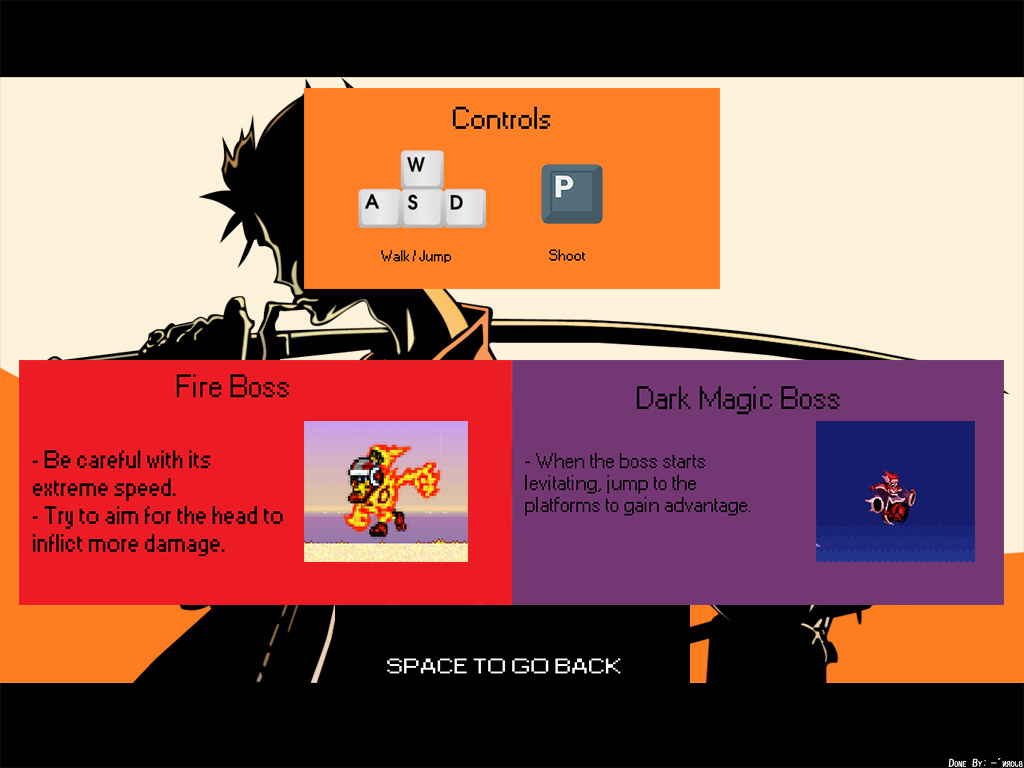 Controls
W
A S D
P
Walk / Jump
Shoot
Fire Boss
- Be careful with its
extreme speed.
- Try to aim for the head to
inflict more damage.
Dark Magic Boss
- When the boss starts
levitating, jump to the
platforms to gain advantage.
SPACE TO GO BACK
Done By: -